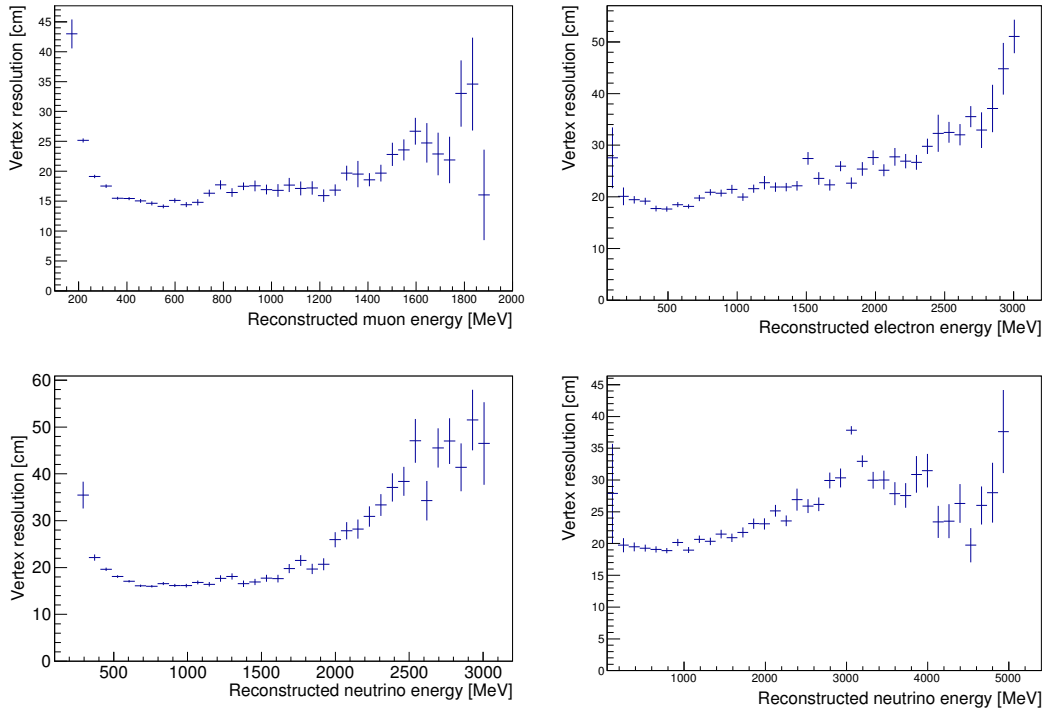 Vertex resolution [cm]
45
40
35
30
25
20
15
10
5
0
200 400 600 800 1000 1200 1400 1600 1800 2000
Reconstructed muon energy [MeV]
Vertex resolution [cm]
50
40
30
20
10
0
500 1000 1500 2000 2500 3000
Reconstructed electron energy [MeV]
Vertex resolution [cm]
60
50
40
30
20
10
0
500 1000 1500 2000 2500 3000
Reconstructed neutrino energy [MeV]
Vertex resolution [cm]
45
40
35
30
25
20
15
10
5
0
1000 2000 3000 4000 5000
Reconstructed neutrino energy [MeV]